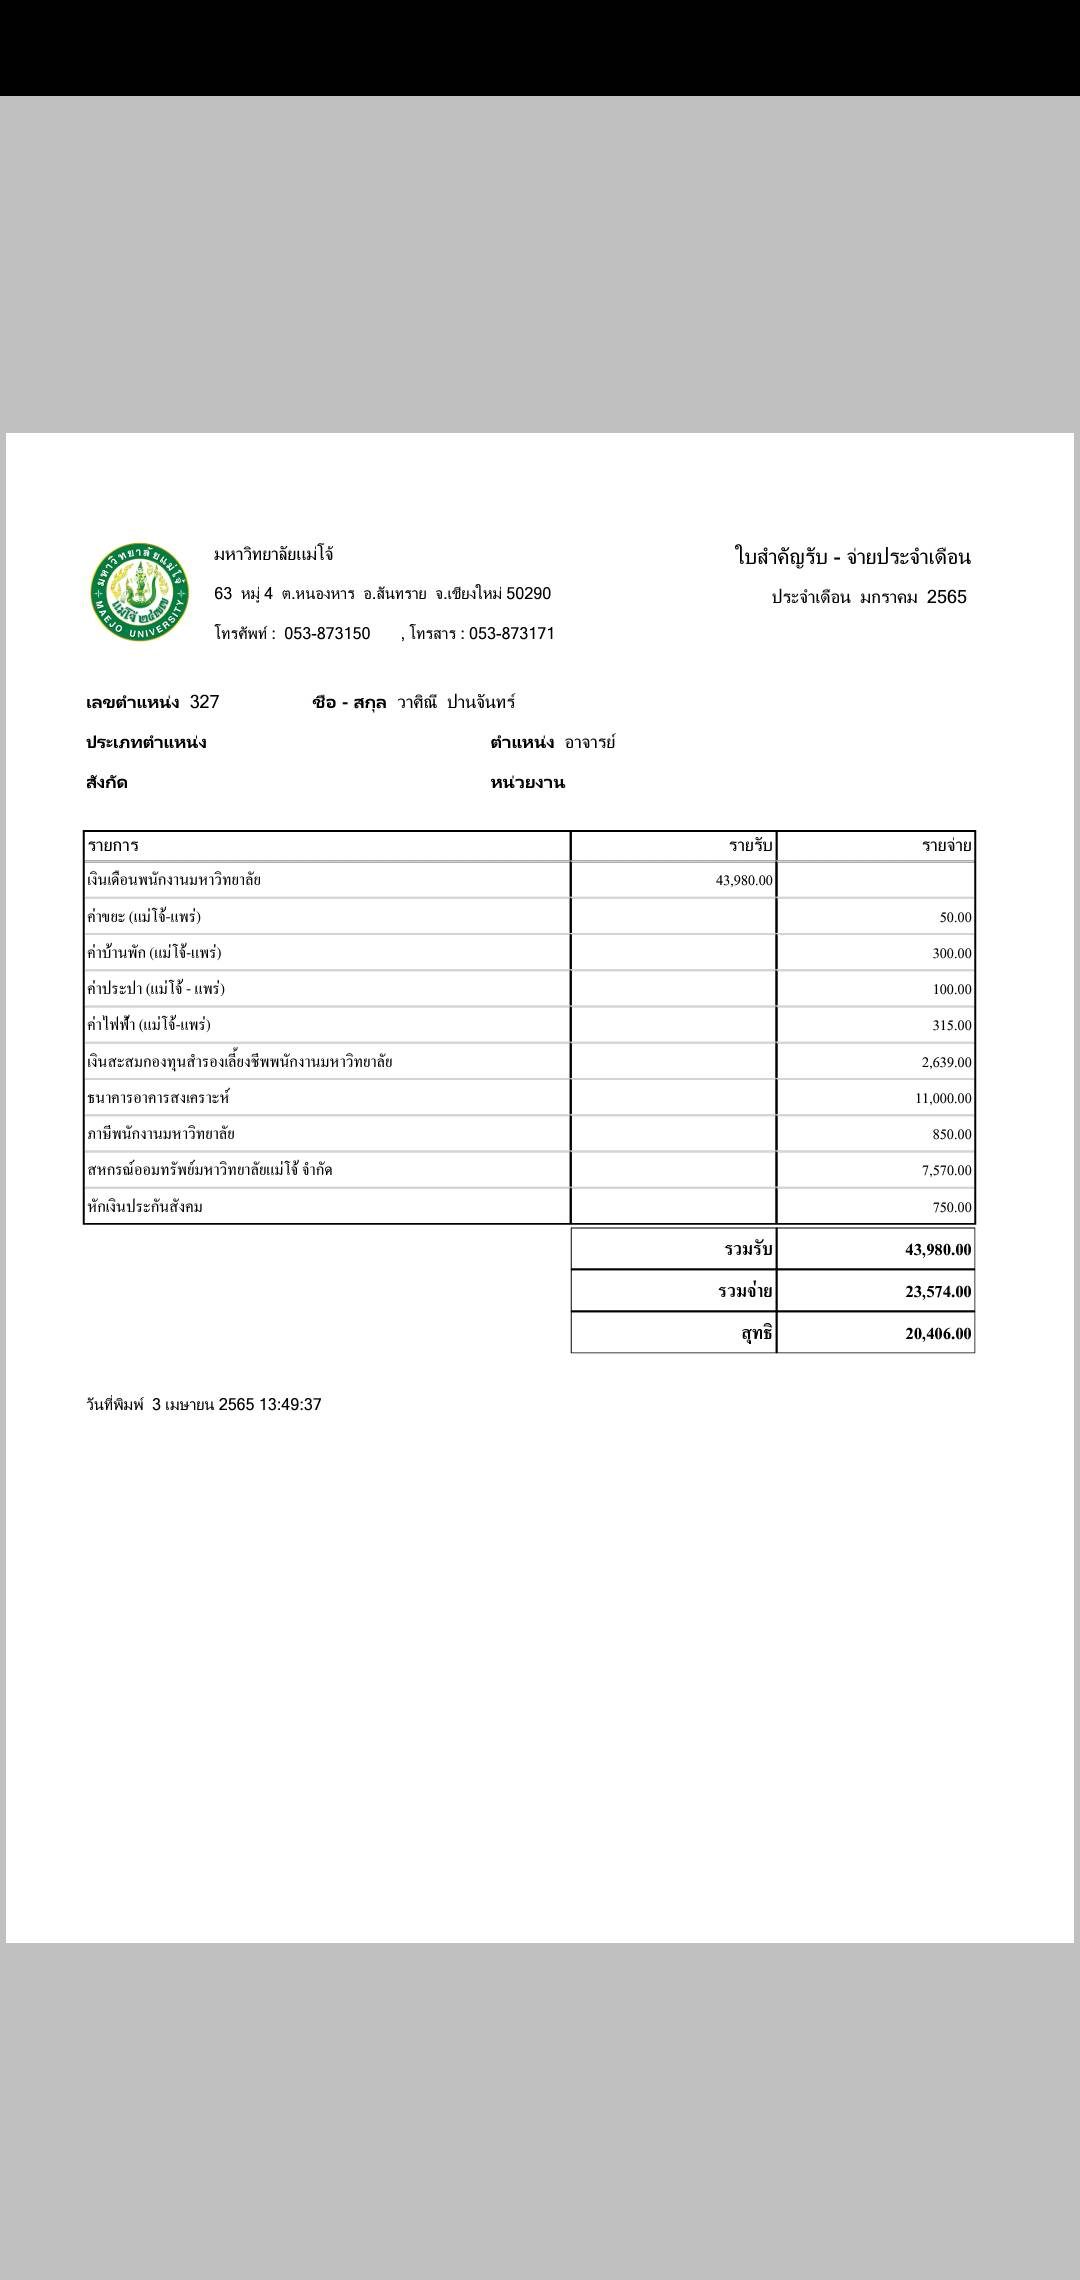 มหาวิทยาลัยแม่โจ้
MAEJO UNIVERSITY
แม่โจ้ ๒๔๗๗
มหาวิทยาลัยแม่โจ้
ใบสำคัญรับ - จ่ายประจำเดือน
63 หมู่ 4 ต.หนองหาร อ.สันทราย จ.เชียงใหม่ 50290
ประจำเดือน มกราคม 2565
โทรศัพท์ : 053-873150 , โทรสาร : 053-873171
เลขตำแหน่ง 327 ชื่อ - สกุล วาศิณี ปานจันทร์
ประเภทตำแหน่ง ตำแหน่ง อาจารย์
สังกัด หน่วยงาน
รายการ รายรับ รายจ่าย
เงินเดือนพนักงานมหาวิทยาลัย 43,980.00
ค่าขยะ (แม่โจ้-แพร่) 50.00
ค่าบ้านพัก (แม่โจ้-แพร่) 300.00
ค่าประปา (แม่โจ้ - แพร่) 100.00
ค่าไฟฟ้า (แม่โจ้-แพร่) 315.00
เงินสะสมกองทุนสำรองเลี้ยงชีพพนักงานมหาวิทยาลัย 2,639.00
ธนาคารอาคารสงเคราะห์ 11,000.00
ภาษีพนักงานมหาวิทยาลัย 850.00
สหกรณ์ออมทรัพย์มหาวิทยาลัยแม่โจ้ จำกัด 7,570.00
หักเงินประกันสังคม 750.00
รวมรับ 43,980.00
รวมจ่าย 23,574.00
สุทธิ 20,406.00
วันที่พิมพ์ 3 เมษายน 2565 13:49:37